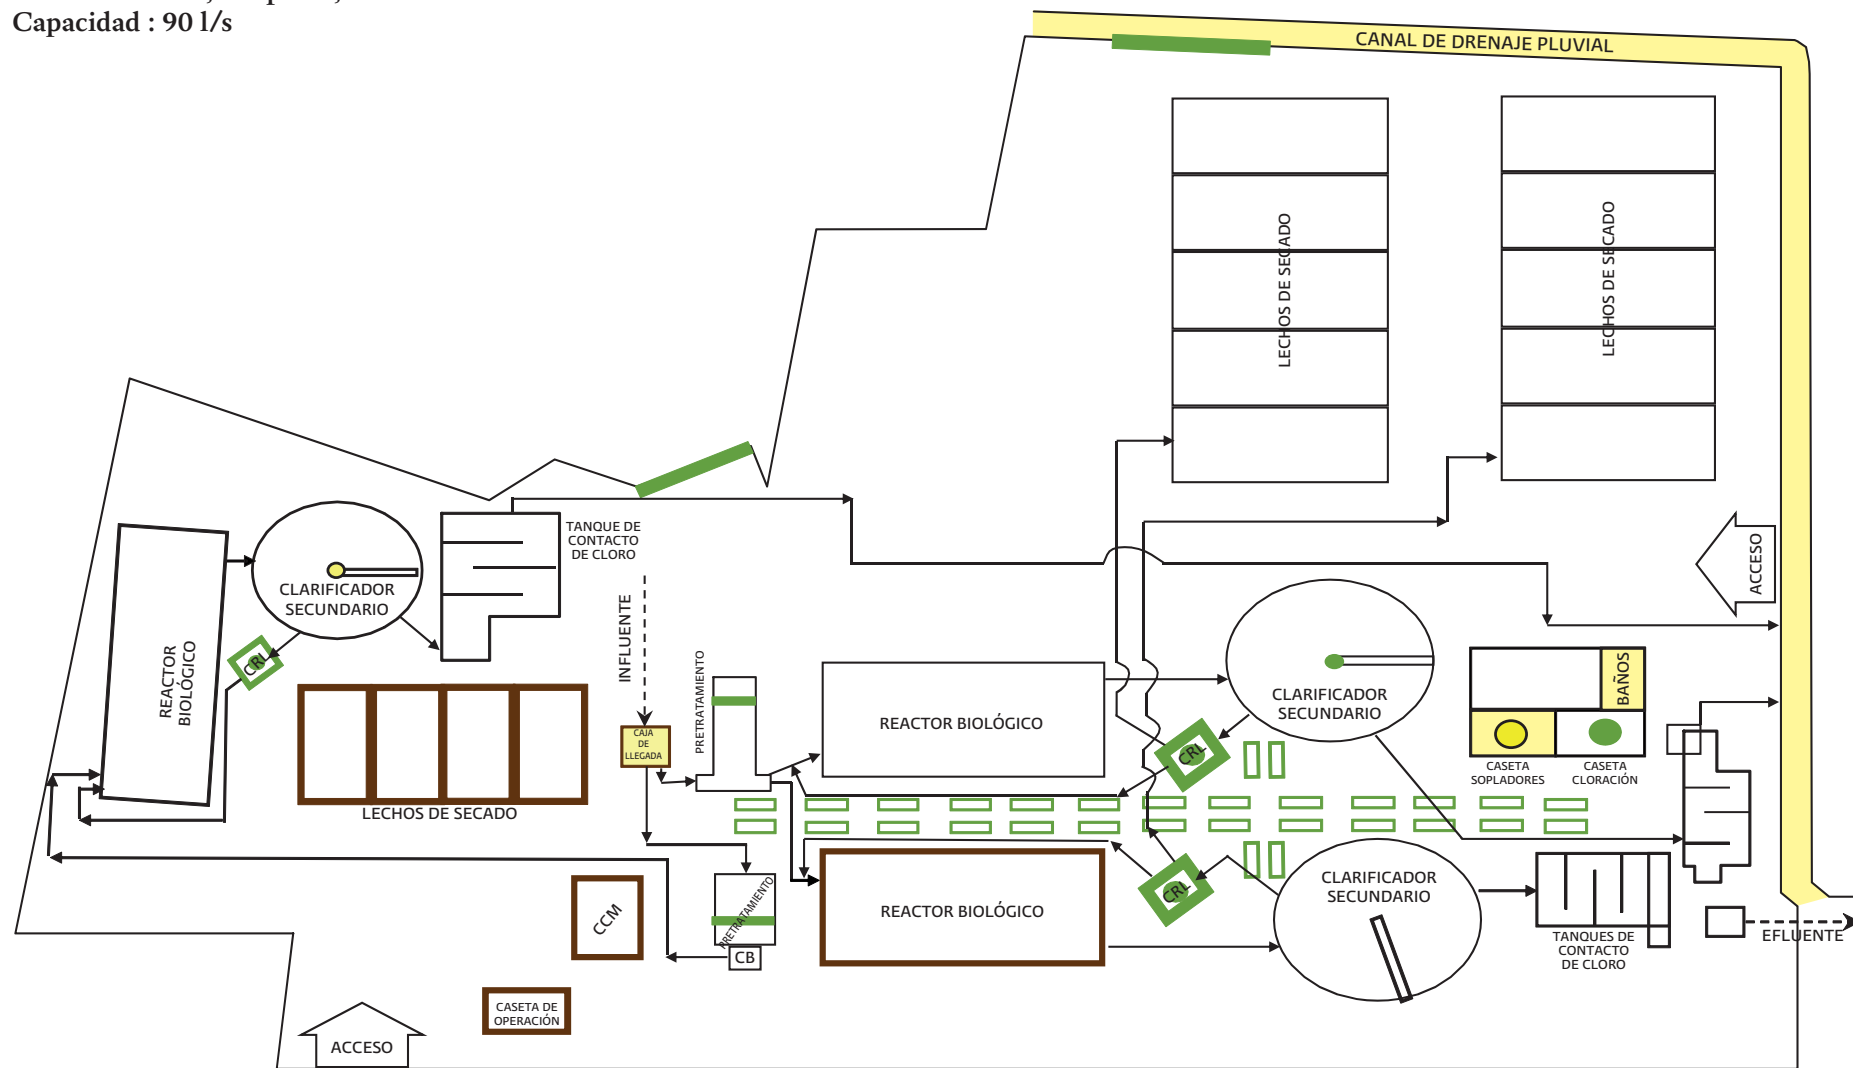 Capacidad : 90 l/s
CANAL DE DRENAJE PLUVIAL
LECHOS DE SECADO
LECHOS DE SECADO
TANQUE DE
CONTACTO
DE CLORO
CLARIFICADOR
SECUNDARIO
REACTOR
BIOLÓGICO
CRL
LECHOS DE SECADO
INFLUENTE
CAJA
DE
LLEGADA
PRETRATAMIENTO
REACTOR BIOLÓGICO
CLARIFICADOR
SECUNDARIO
CRL
ACCESO
BAÑOS
CASETA
SOPLADORES
CASETA
CLORACIÓN
PRETRATAMIENTO
CB
CCM
REACTOR BIOLÓGICO
CRL
CLARIFICADOR
SECUNDARIO
TANQUES DE
CONTACTO
DE CLORO
EFLUENTE
CASETA DE
OPERACIÓN
ACCESO